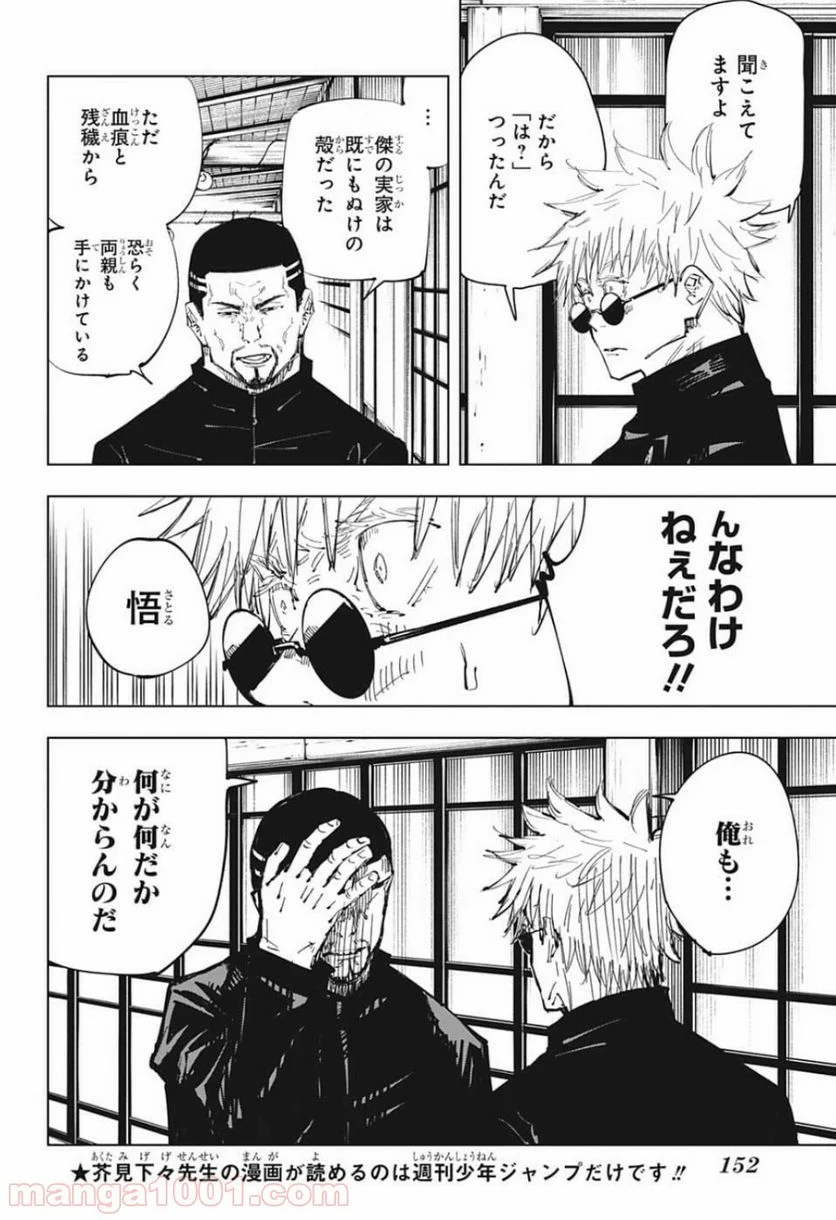 聞こえて
ますよ
だから
「は?」
つったんだ
…
傑の実家は
既にもぬけの
殻だった
ただ
血痕と
残穢から
恐らく
両親も
手にかけている
んなわけ
ねぇだろ!!
悟
俺も…
何が何だか
分からんのだ
★芥見下々先生の漫画が読めるのは週刊少年ジャンプだけです!!
152
manga1001.com